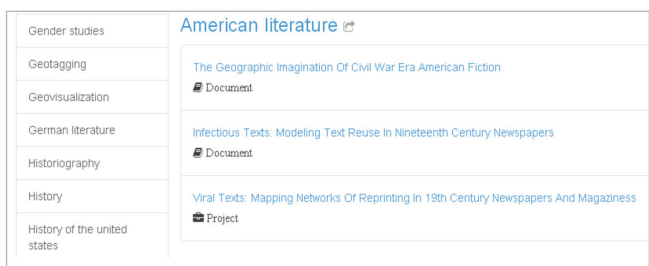 Gender studies
Geotagging
Geovisualization
German literature
Historiography
History
History of the united
states
American literature
The Geographic Imagination Of Civil War Era American Fiction
Document
Infectious Texts: Modeling Text Reuse In Nineteenth Century Newspapers
Document
Viral Texts: Mapping Networks Of Reprinting In 19th Century Newspapers And Magaziness
Project